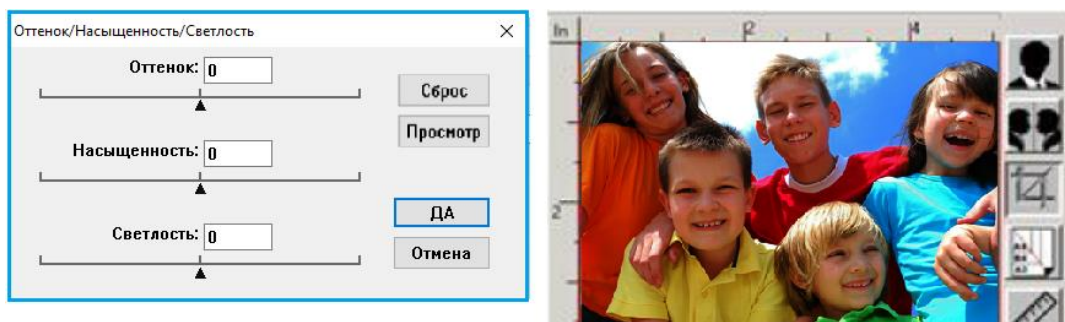 Оттенок/Насыщенность/Светлость
Оттенок: 0
Сброс
Просмотр
Насыщенность: 0
ДА
Светлость: 0
Отмена
In
2
4
2